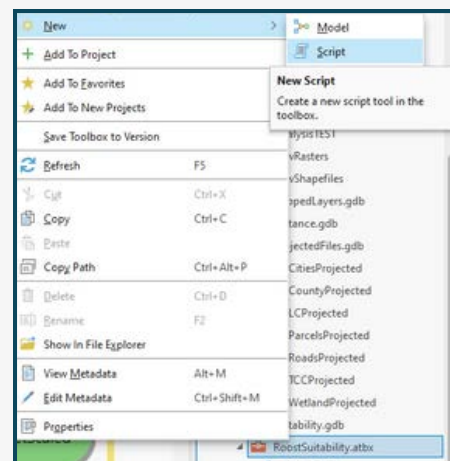 New
Model
Script
Add To Project
New Script
Create a new script tool in the
toolbox.
Add To Favorites
Add To New Projects
Save Toolbox to Version
Refresh F5
Cut Ctrl+X
Copy Ctrl+C
Paste
Copy Path Ctrl+Alt+P
Delete Ctrl+D
Rename F2
Show In File Explorer
View Metadata Alt+M
Edit Metadata Ctrl+Shift+M
Properties
alysisTEST
vRasters
vShapefiles
ppedLayers.gdb
tance.gdb
jectedFiles.gdb
CitiesProjected
CountyProjected
LCProjected
ParcelsProjected
RoadsProjected
TCCProjected
WetlandProjected
tability.gdb
RoostSuitability.atbx